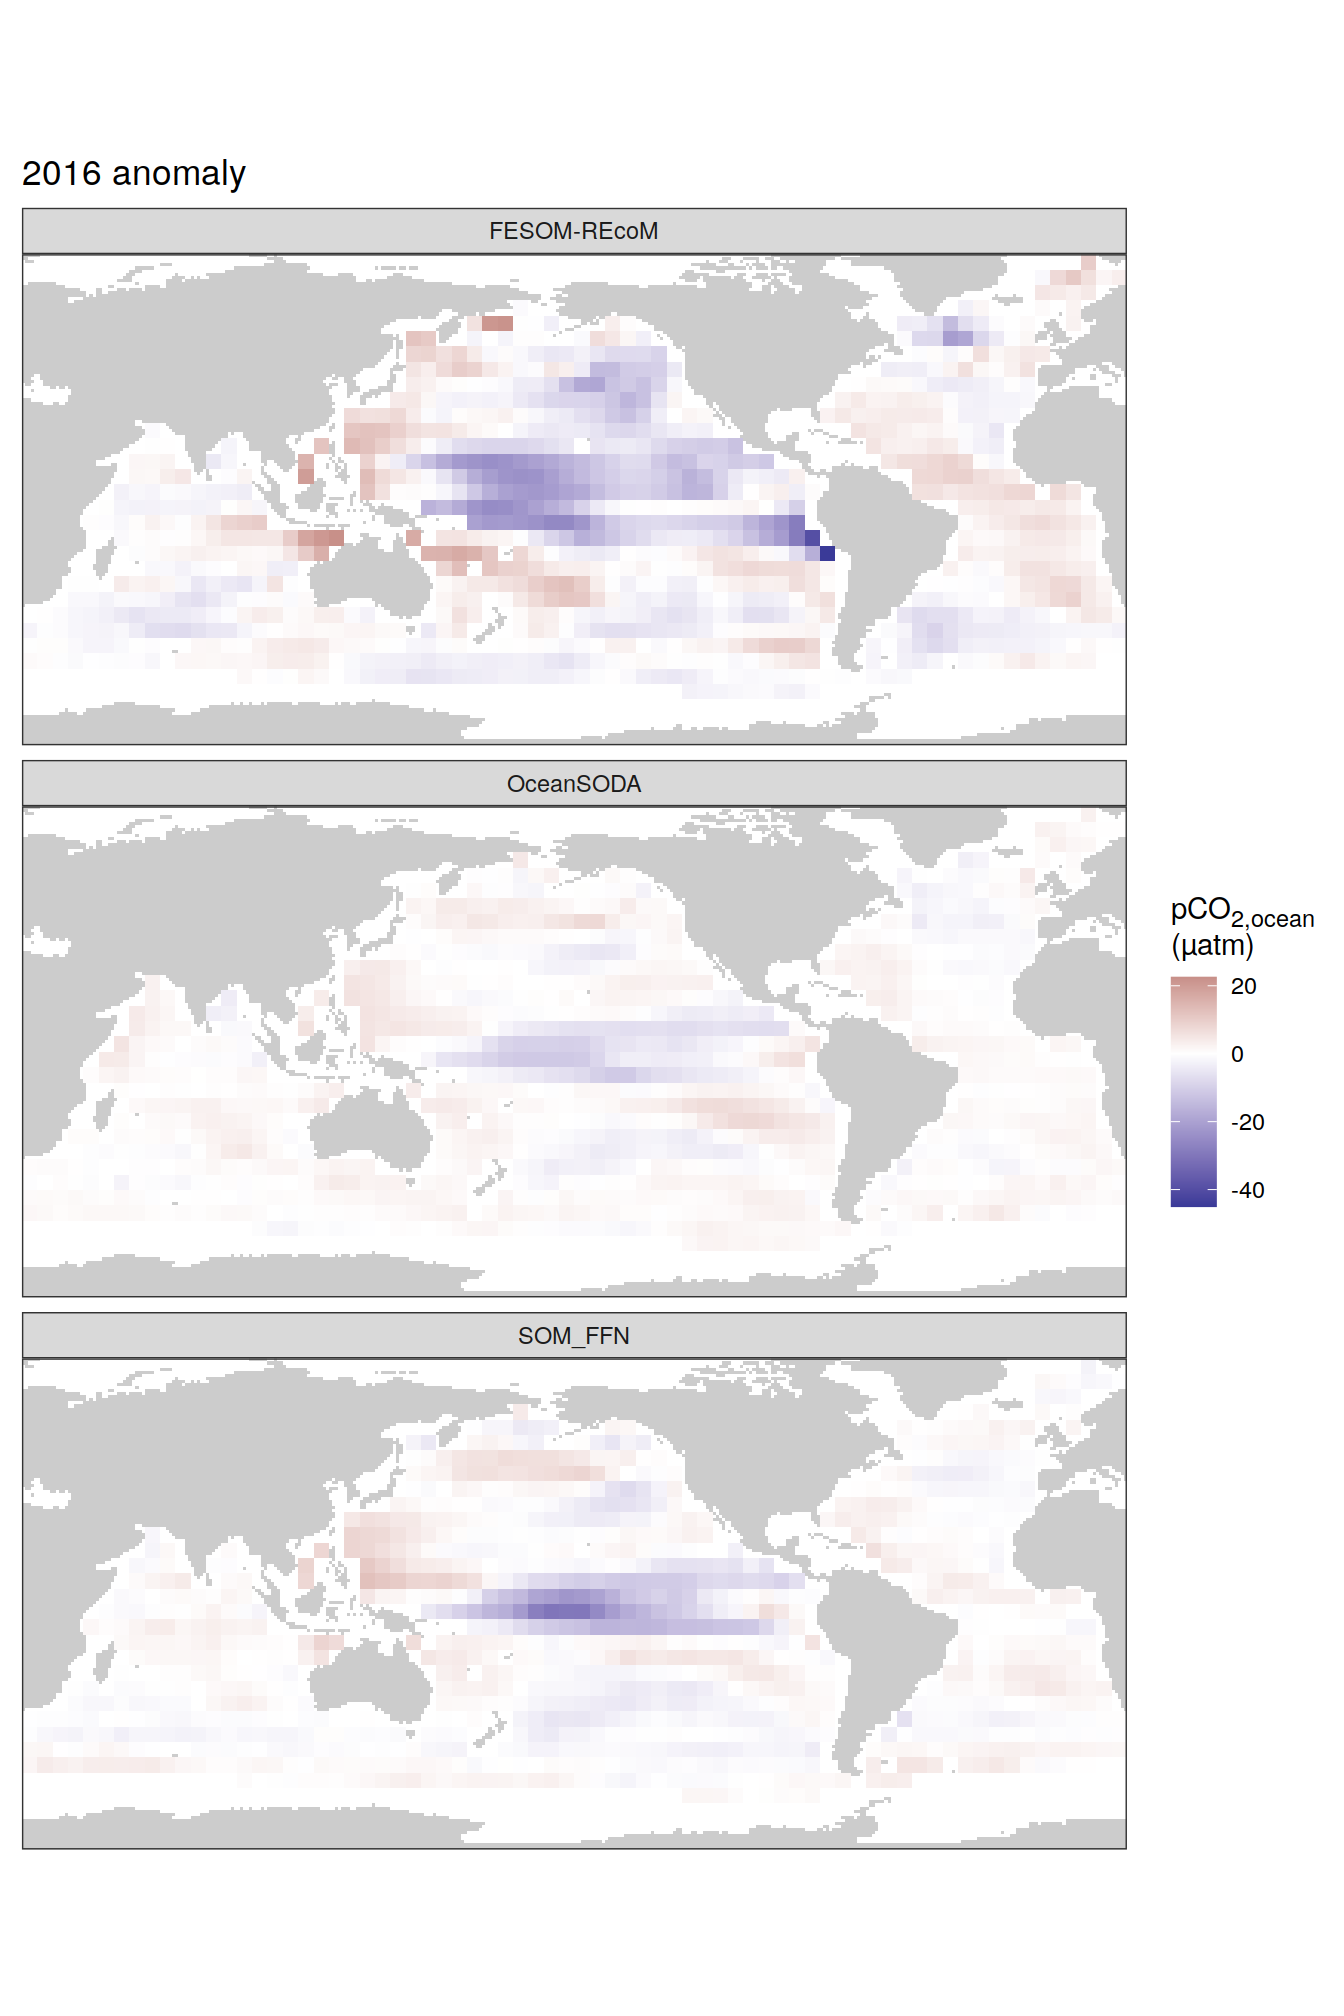 2016 anomaly
FESOM-REcoM
OceanSODA
pCO2,ocean
(µatm)
20
0
-20
-40
SOM_FFN